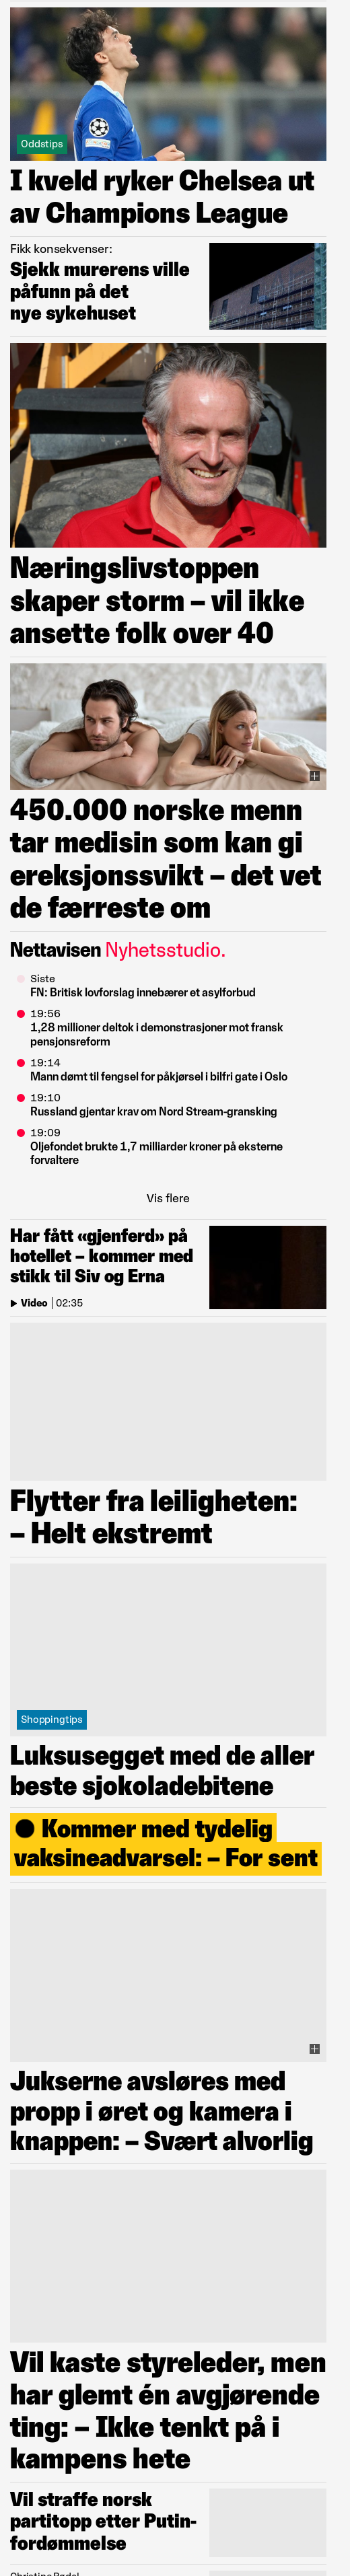 Oddstips
I kveld ryker Chelsea ut
av Champions League
Fikk konsekvenser:
Sjekk murerens ville
påfunn på det
nye sykehuset
Næringslivstoppen
skaper storm – vil ikke
ansette folk over 40
450.000 norske menn
tar medisin som kan gi
ereksjonssvikt – det vet
de færreste om
Nettavisen Nyhetsstudio.
Siste
FN: Britisk lovforslag innebærer et asylforbud
19:56
1,28 millioner deltok i demonstrasjoner mot fransk
pensjonsreform
19:14
Mann dømt til fengsel for påkjørsel i bilfri gate i Oslo
19:10
Russland gjentar krav om Nord Stream-gransking
19:09
Oljefondet brukte 1,7 milliarder kroner på eksterne
forvaltere
Vis flere
Har fått «gjenferd» på
hotellet – kommer med
stikk til Siv og Erna
Video | 02:35
Flytter fra leiligheten:
– Helt ekstremt
Shoppingtips
Luksusegget med de aller
beste sjokoladebitene
● Kommer med tydelig
vaksineadvarsel: – For sent
Jukserne avsløres med
propp i øret og kamera i
knappen: – Svært alvorlig
Vil kaste styreleder, men
har glemt én avgjørende
ting: – Ikke tenkt på i
kampens hete
Vil straffe norsk
partitopp etter Putin-
fordømmelse